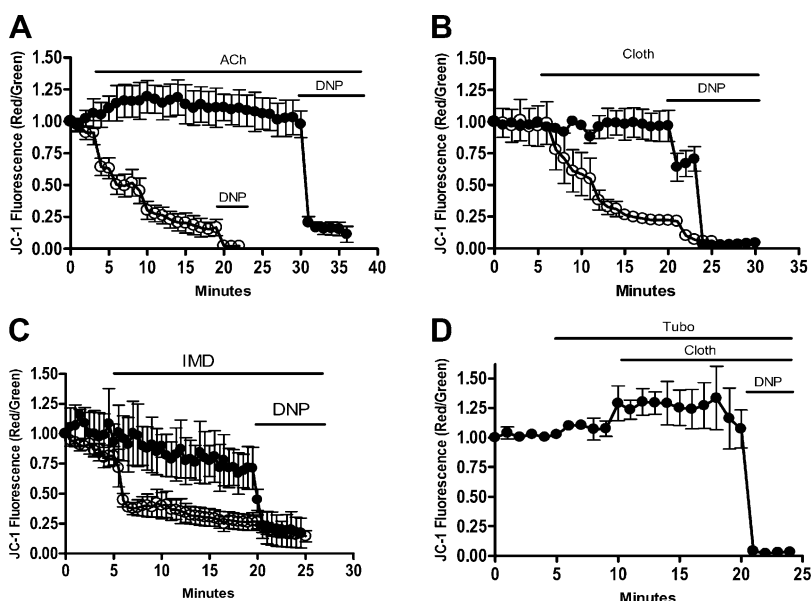 A
ACh
DNP
DNP
JC-1 Fluorescence (Red/Green)
1.50
1.25
1.00
0.75
0.50
0.25
0.00
0 5 10 15 20 25 30 35 40
Minutes
B
Cloth
DNP
JC-1 Fluorescence (Red/Green)
1.50
1.25
1.00
0.75
0.50
0.25
0.00
0 5 10 15 20 25 30 35
Minutes
C
IMD
DNP
JC-1 Fluorescence (Red/Green)
1.50
1.25
1.00
0.75
0.50
0.25
0.00
0 5 10 15 20 25 30
Minutes
D
Tubo
Cloth
DNP
JC-1 Fluorescence (Red/Green)
1.50
1.25
1.00
0.75
0.50
0.25
0.00
0 5 10 15 20 25
Minutes